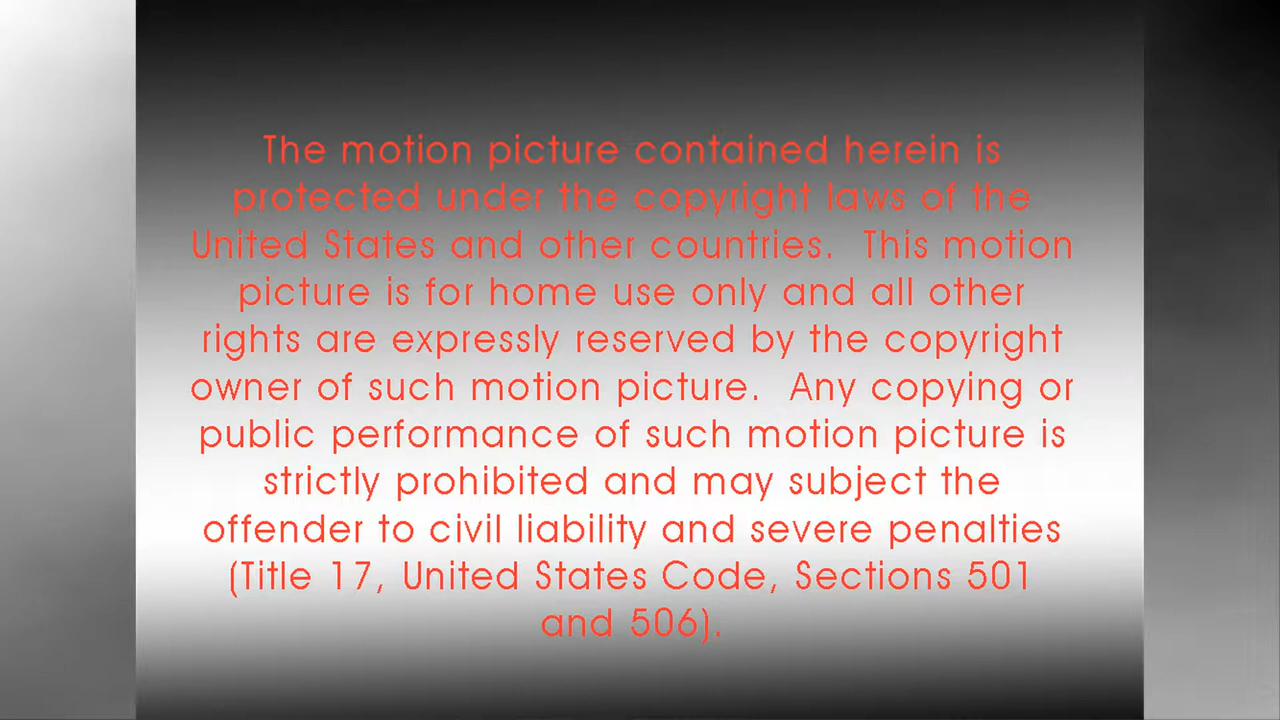 The motion picture contained herein is
protected under the copyright laws of the
United States and other countries.  This motion
picture is for home use only and all other
rights are expressly reserved by the copyright
owner of such motion picture.  Any copying or
public performance of such motion picture is
strictly prohibited and may subject the
offender to civil liability and severe penalties
(Title 17, United States Code, Sections 501
and 506).